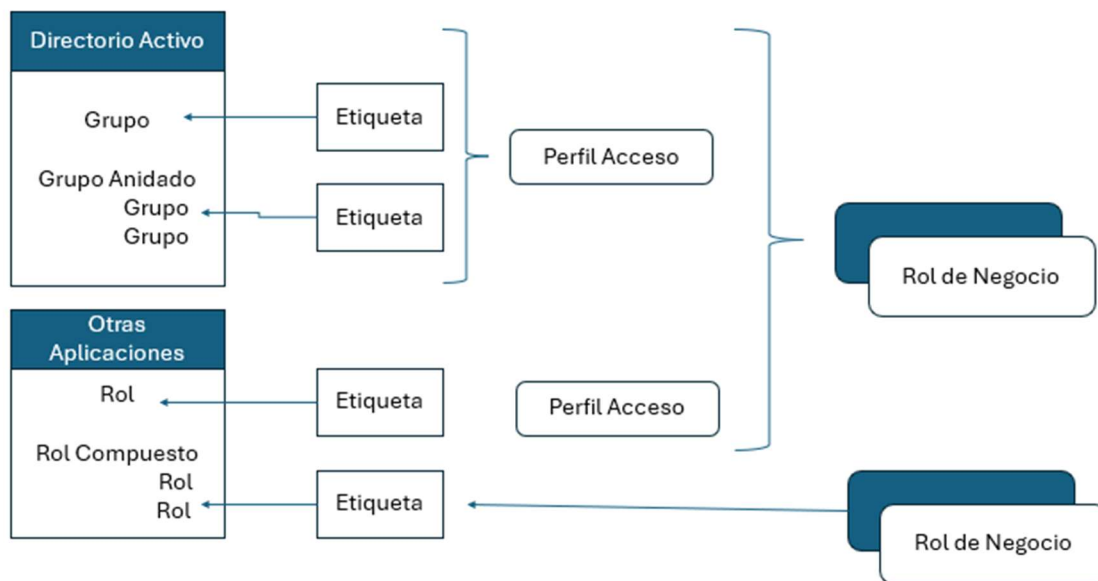 Directorio Activo
Grupo
Etiqueta
Grupo Anidado
Grupo
Grupo
Etiqueta
Perfil Acceso
Otras
Aplicaciones
Rol
Etiqueta
Rol Compuesto
Rol
Rol
Etiqueta
Perfil Acceso
Rol de Negocio
Rol de Negocio